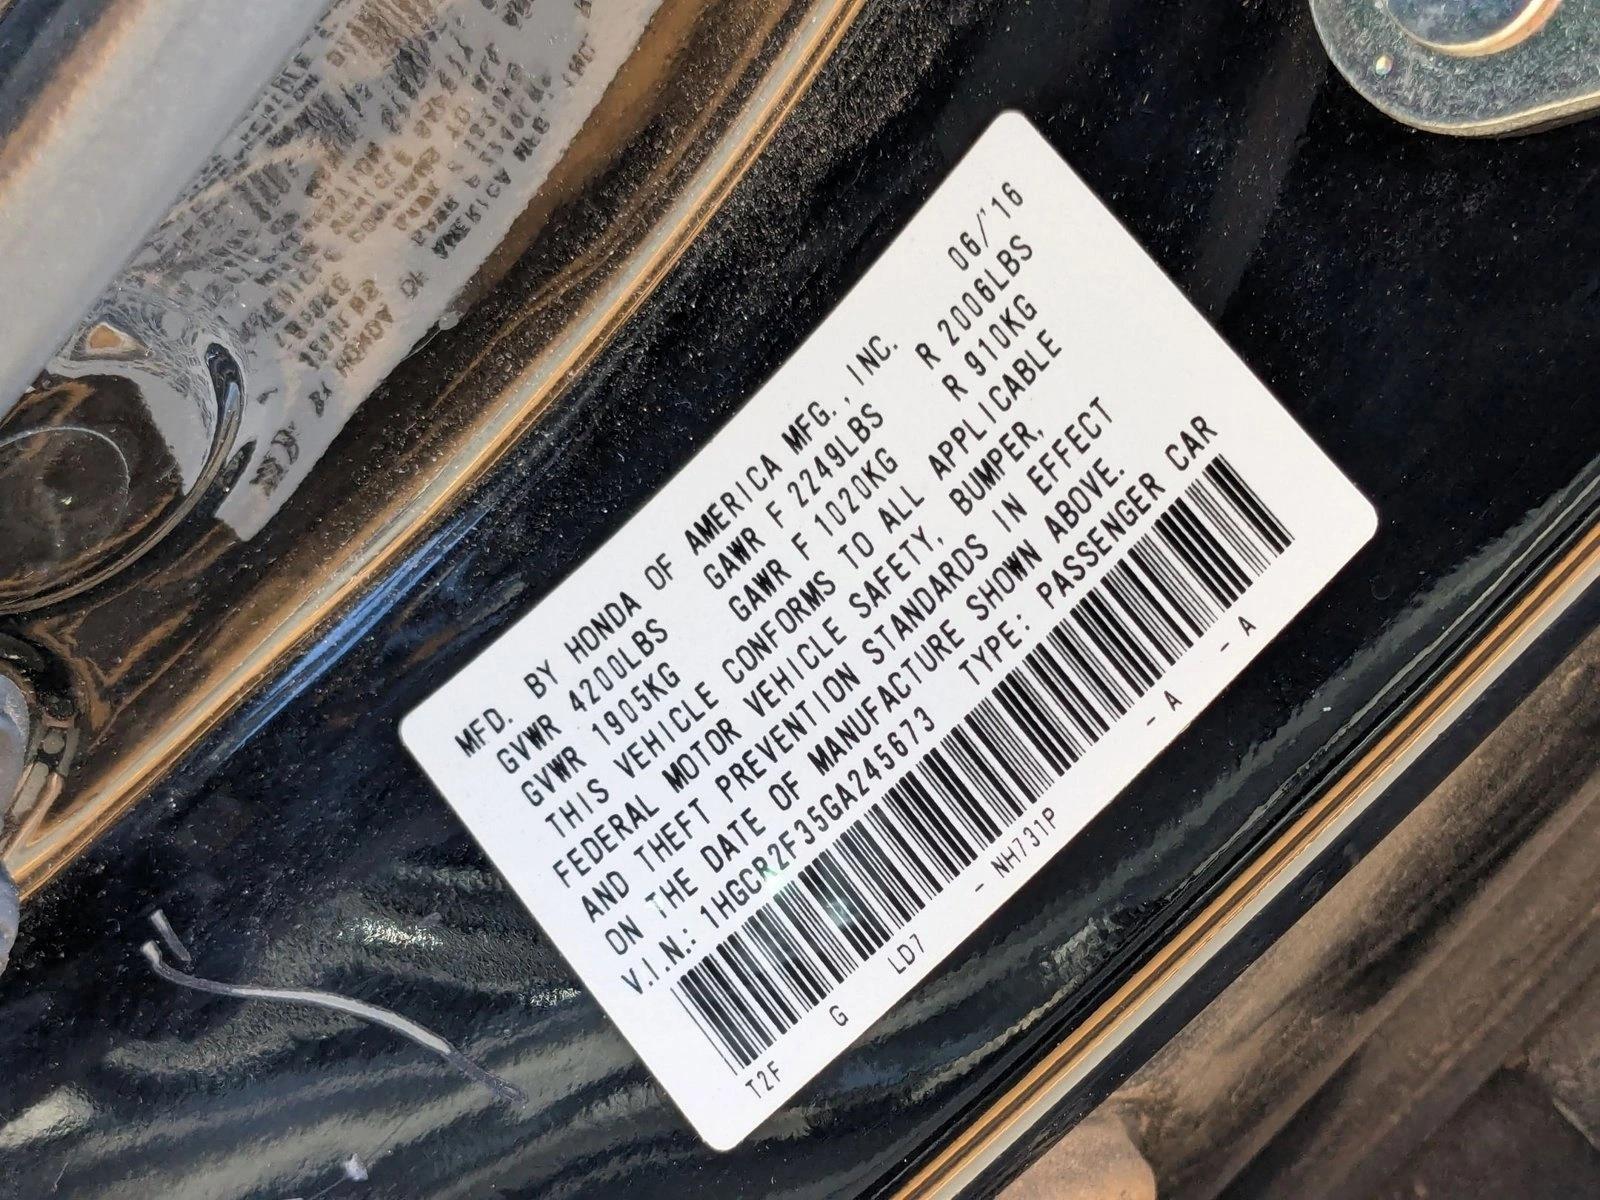 MFD. BY HONDA OF AMERICA MFG., INC. 06/'16
GVWR 4200LBS GAWR F 2249LBS R 2006LBS
GVWR 1905KG GAWR F 1020KG R 910KG
THIS VEHICLE CONFORMS TO ALL APPLICABLE
FEDERAL MOTOR VEHICLE SAFETY, BUMPER,
AND THEFT PREVENTION STANDARDS IN EFFECT
ON THE DATE OF MANUFACTURE SHOWN ABOVE.
V.I.N.: 1HGCR2F35GA245673 TYPE: PASSENGER CAR
T2F G LD7 - NH731P - A - A